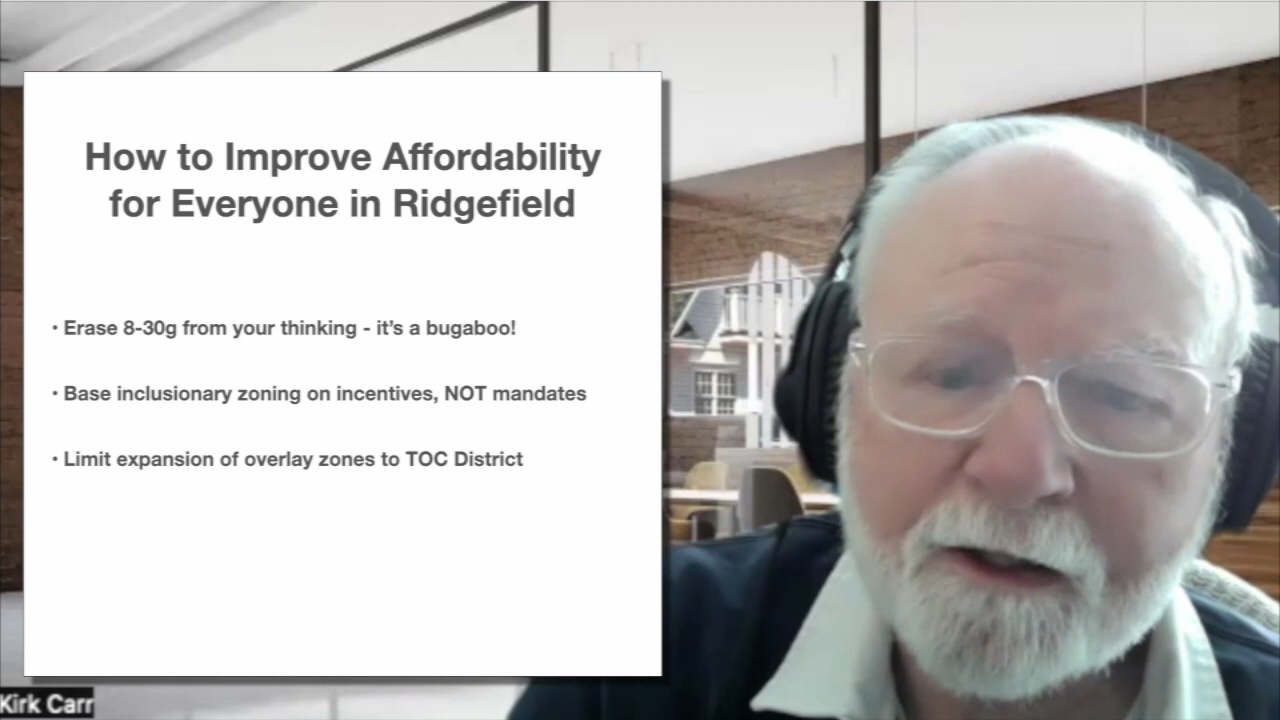 How to Improve Affordability
for Everyone in Ridgefield
• Erase 8-30g from your thinking - it's a bugaboo!
• Base inclusionary zoning on incentives, NOT mandates
• Limit expansion of overlay zones to TOC District
Kirk Carr